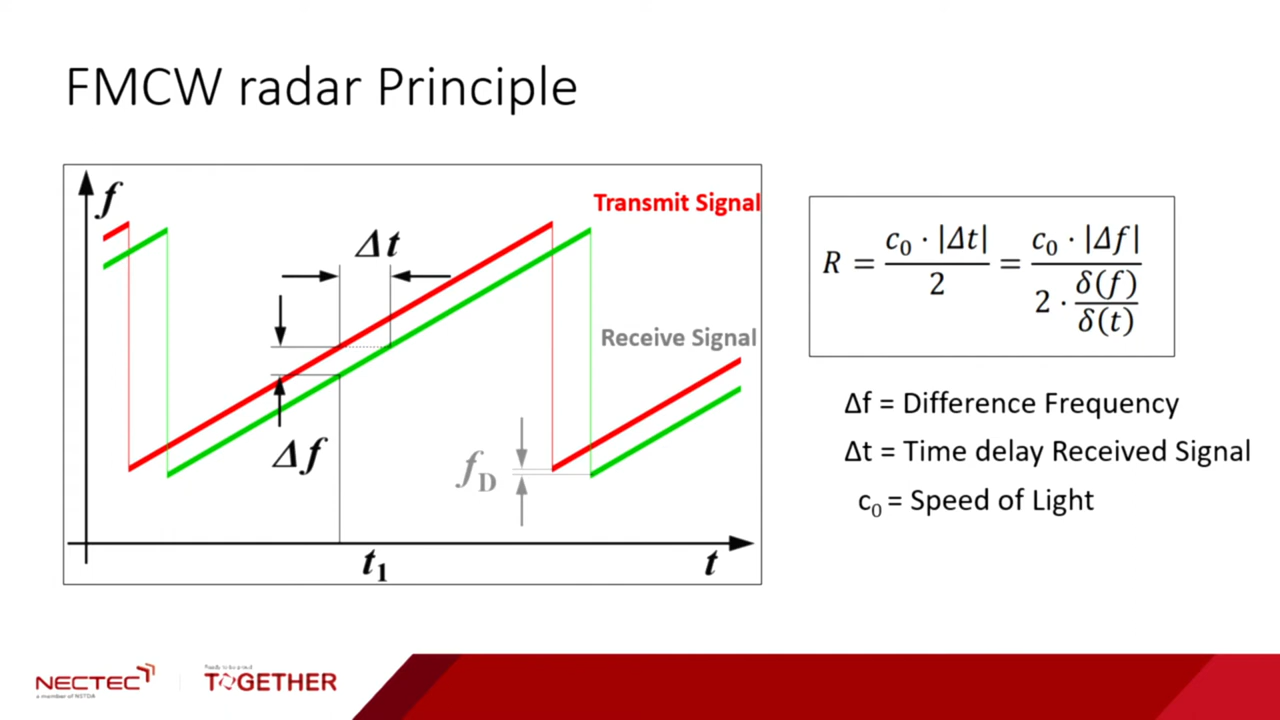 FMCW radar Principle
f
Transmit Signal
Δt
Receive Signal
Δf
f_D
t₁
t
R = c₀ · |Δt| / 2 = c₀ · |Δf| / 2 · δ(f) / δ(t)
Δf = Difference Frequency
Δt = Time delay Received Signal
c₀ = Speed of Light
NECTEC
a member of NSTDA
Ready to be proud
TOGETHER